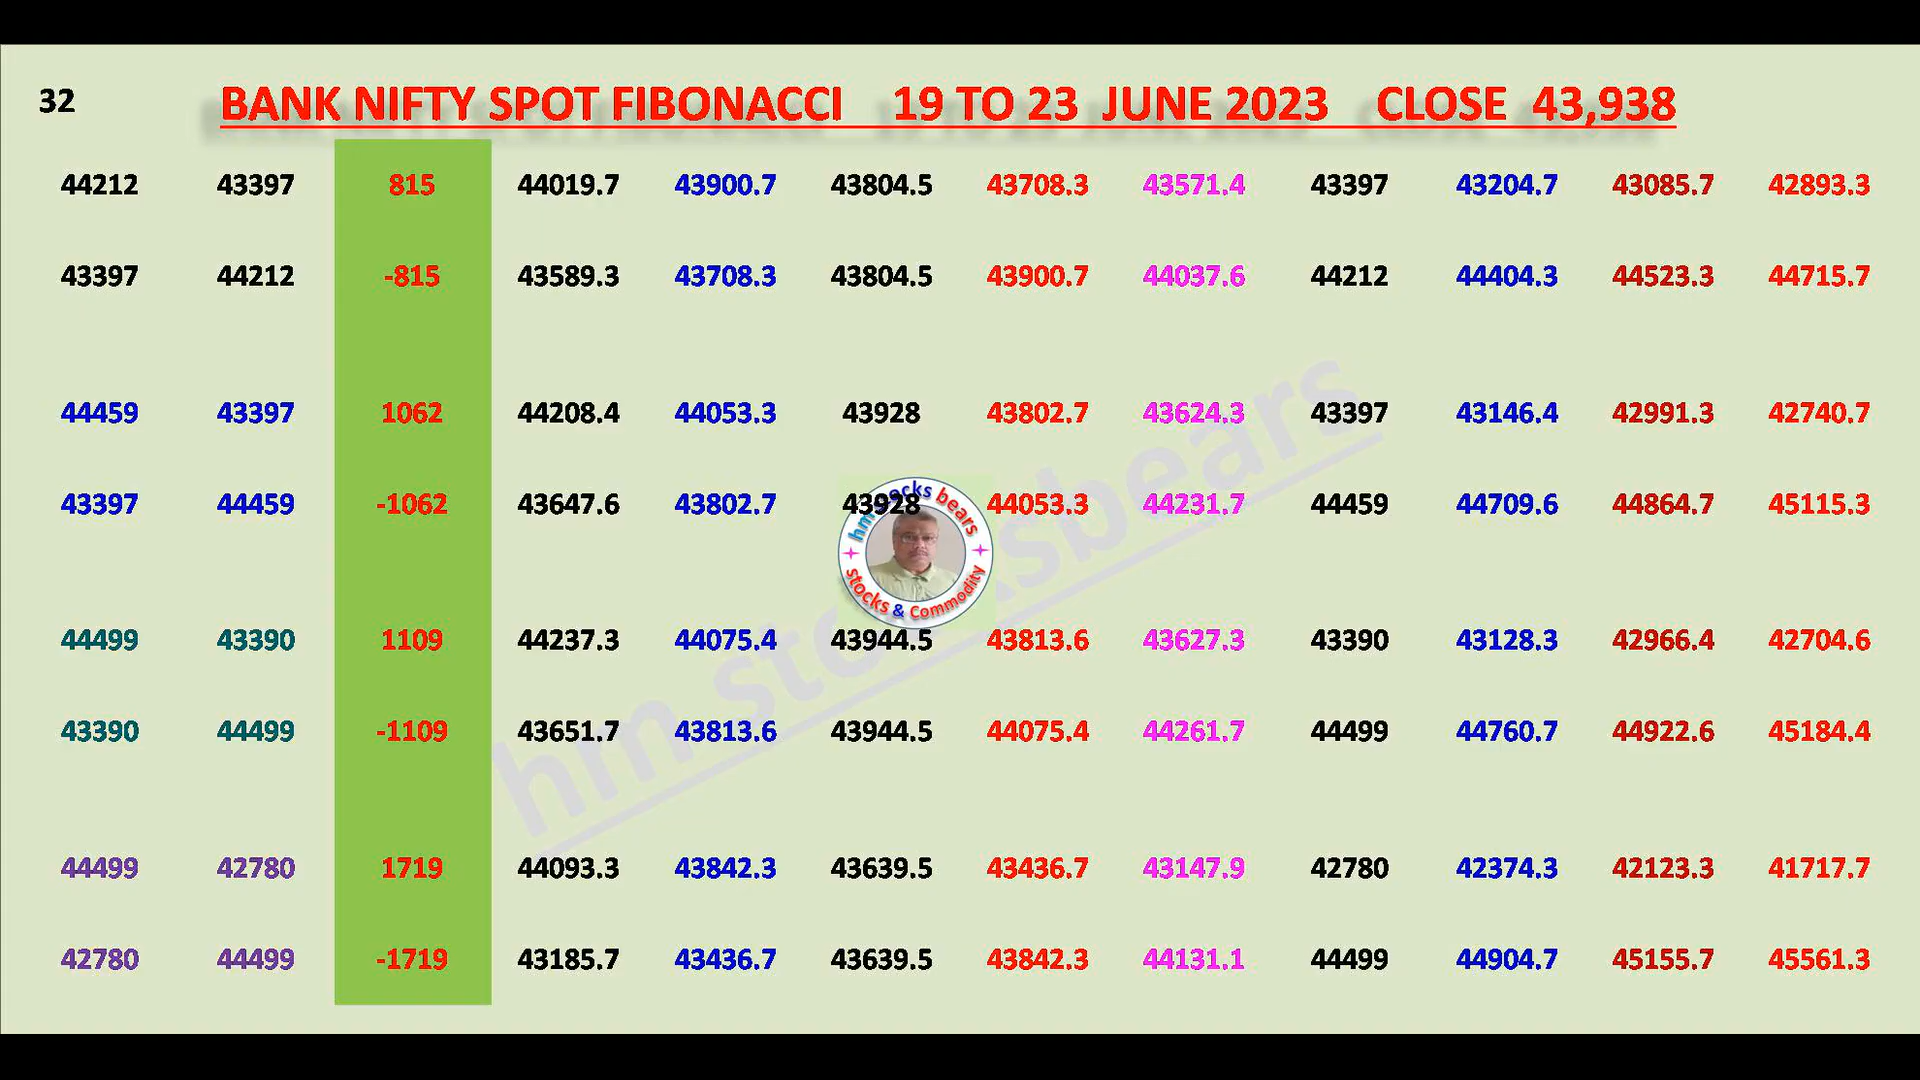 32 BANK NIFTY SPOT FIBONACCI 19 TO 23 JUNE 2023 CLOSE 43,938
44212 43397 815 44019.7 43900.7 43804.5 43708.3 43571.4 43397 43204.7 43085.7 42893.3
43397 44212 -815 43589.3 43708.3 43804.5 43900.7 44037.6 44212 44404.3 44523.3 44715.7
44459 43397 1062 44208.4 44053.3 43928 43802.7 43624.3 43397 43146.4 42991.3 42740.7
43397 44459 -1062 43647.6 43802.7 43928 44053.3 44231.7 44459 44709.6 44864.7 45115.3
hm stocks bears
stocks & Commodity
44499 43390 1109 44237.3 44075.4 43944.5 43813.6 43627.3 43390 43128.3 42966.4 42704.6
43390 44499 -1109 43651.7 43813.6 43944.5 44075.4 44261.7 44499 44760.7 44922.6 45184.4
hm stocksbears
44499 42780 1719 44093.3 43842.3 43639.5 43436.7 43147.9 42780 42374.3 42123.3 41717.7
42780 44499 -1719 43185.7 43436.7 43639.5 43842.3 44131.1 44499 44904.7 45155.7 45561.3